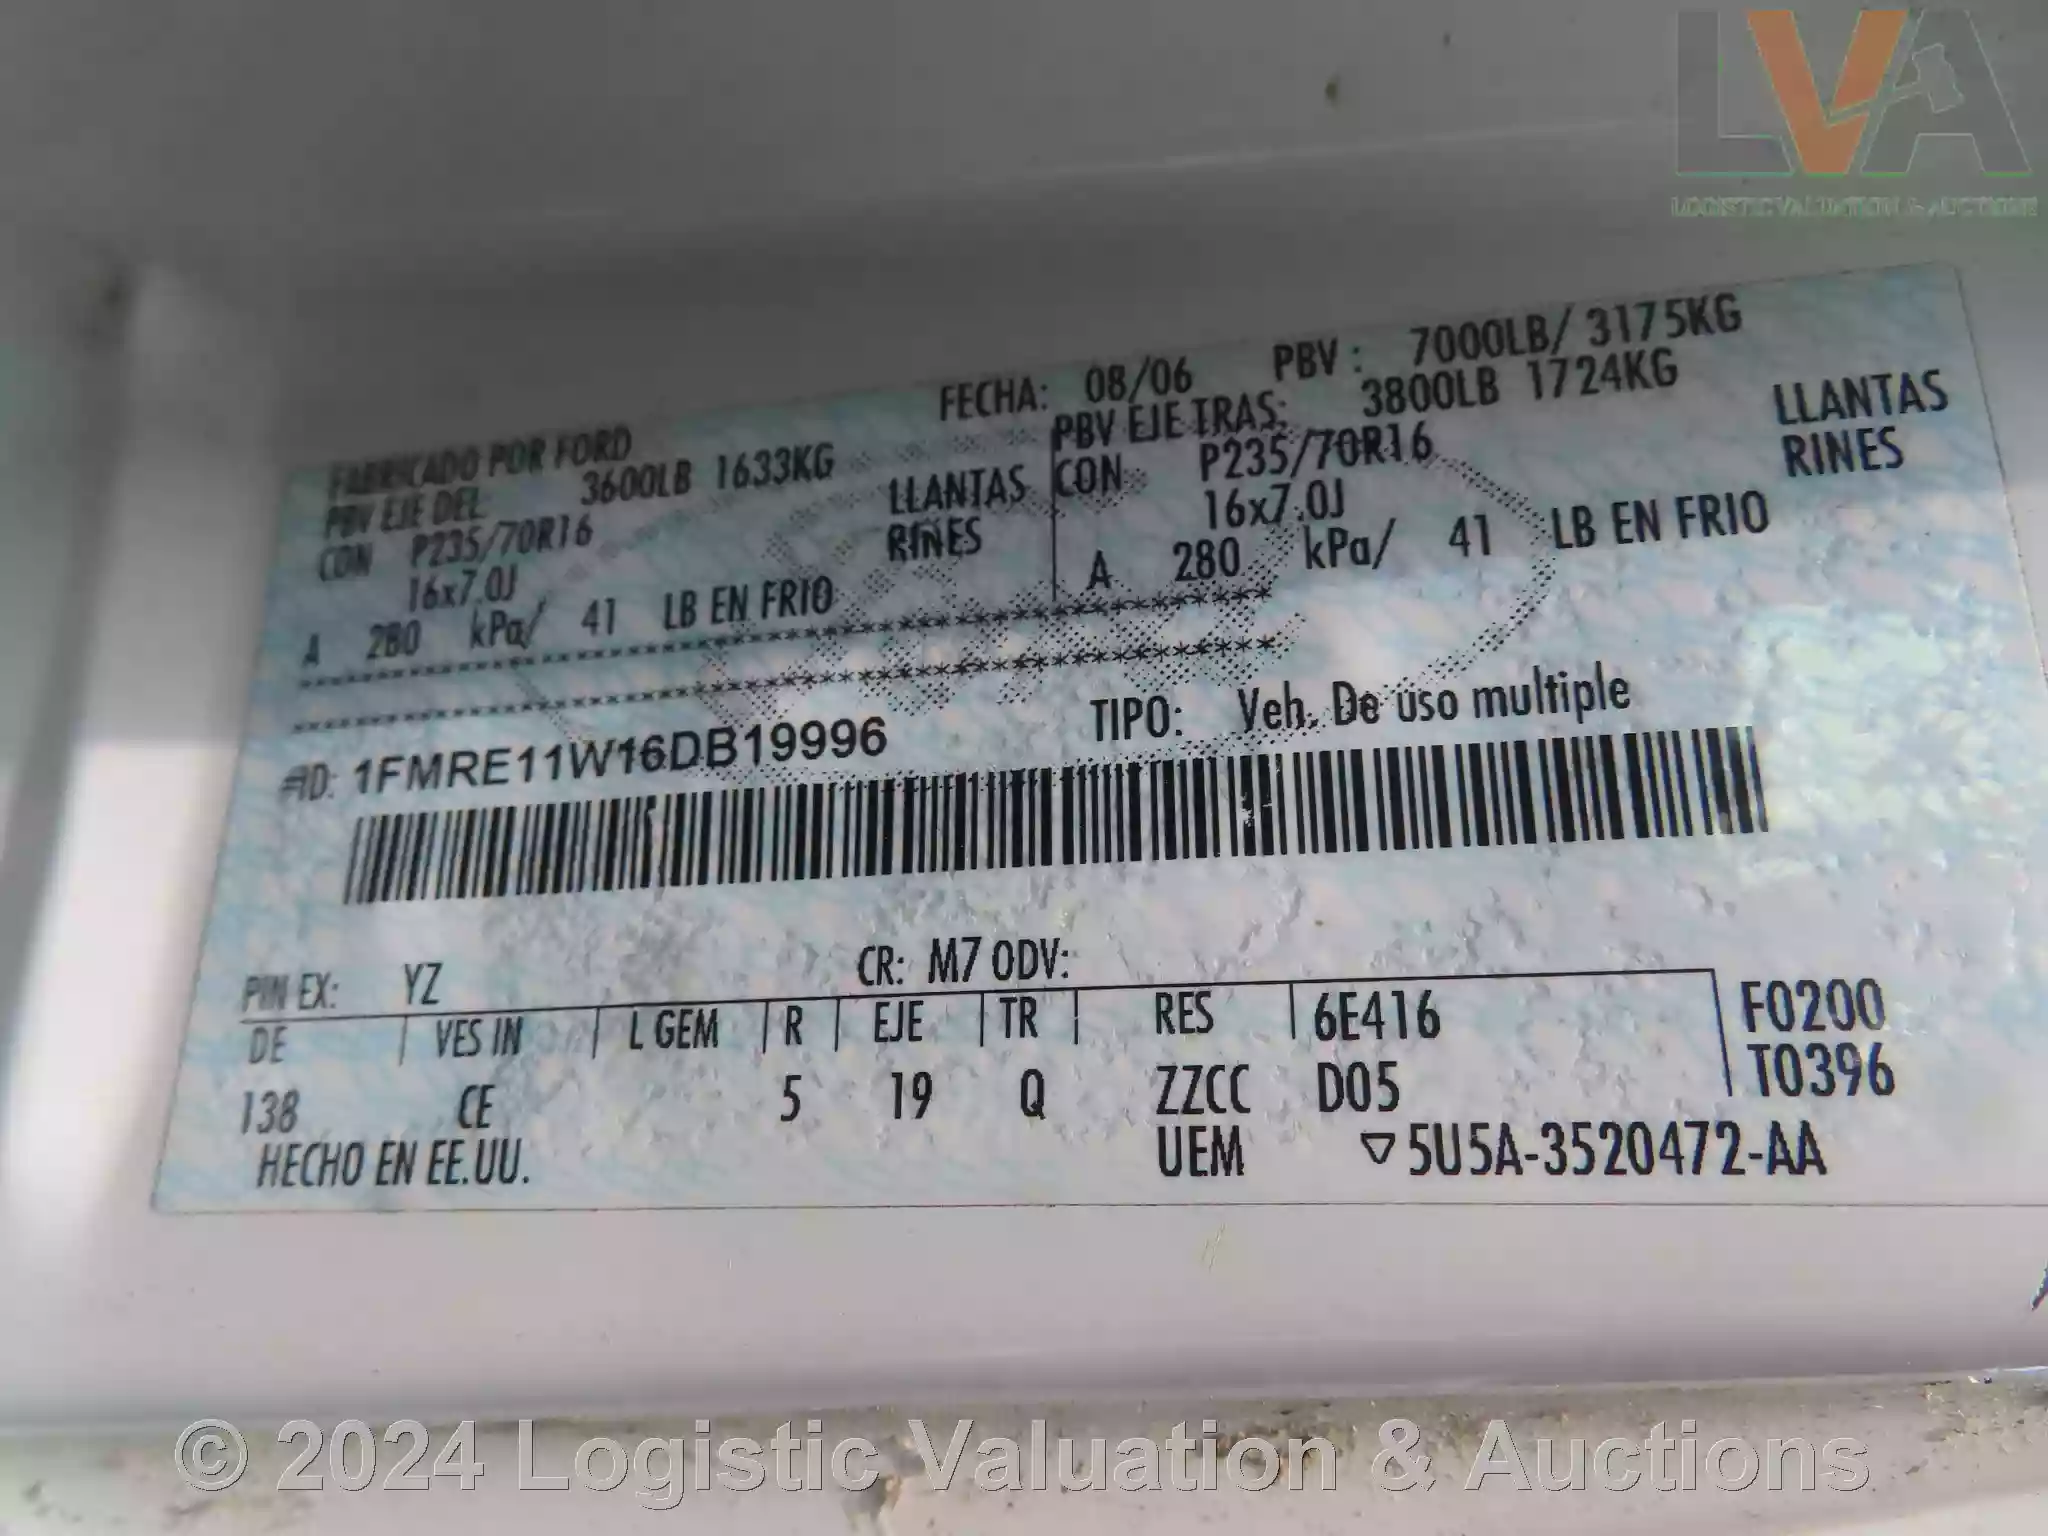 LVA
LOGISTIC VALUATION & AUCTIONS
FABRICADO POR FORD FECHA: 08/06 PBV : 7000LB/ 3175KG
PBV EJE DEL 3600LB 1633KG PBV EJE TRAS: 3800LB 1724KG
CON P235/70R16 LLANTAS CON P235/70R16 LLANTAS
16x7.0J RINES 16x7.0J RINES
A 280 kPa/ 41 LB EN FRIO A 280 kPa/ 41 LB EN FRIO
#ID: 1FMRE11W16DB19996 TIPO: Veh. De uso multiple
PIN EX: YZ CR: M7 ODV:
DE VES IN L GEM R EJE TR RES 6E416 F0200
138 CE 5 19 Q ZZCC D05 T0396
HECHO EN EE.UU. UEM ▽5U5A-3520472-AA
© 2024 Logistic Valuation & Auctions